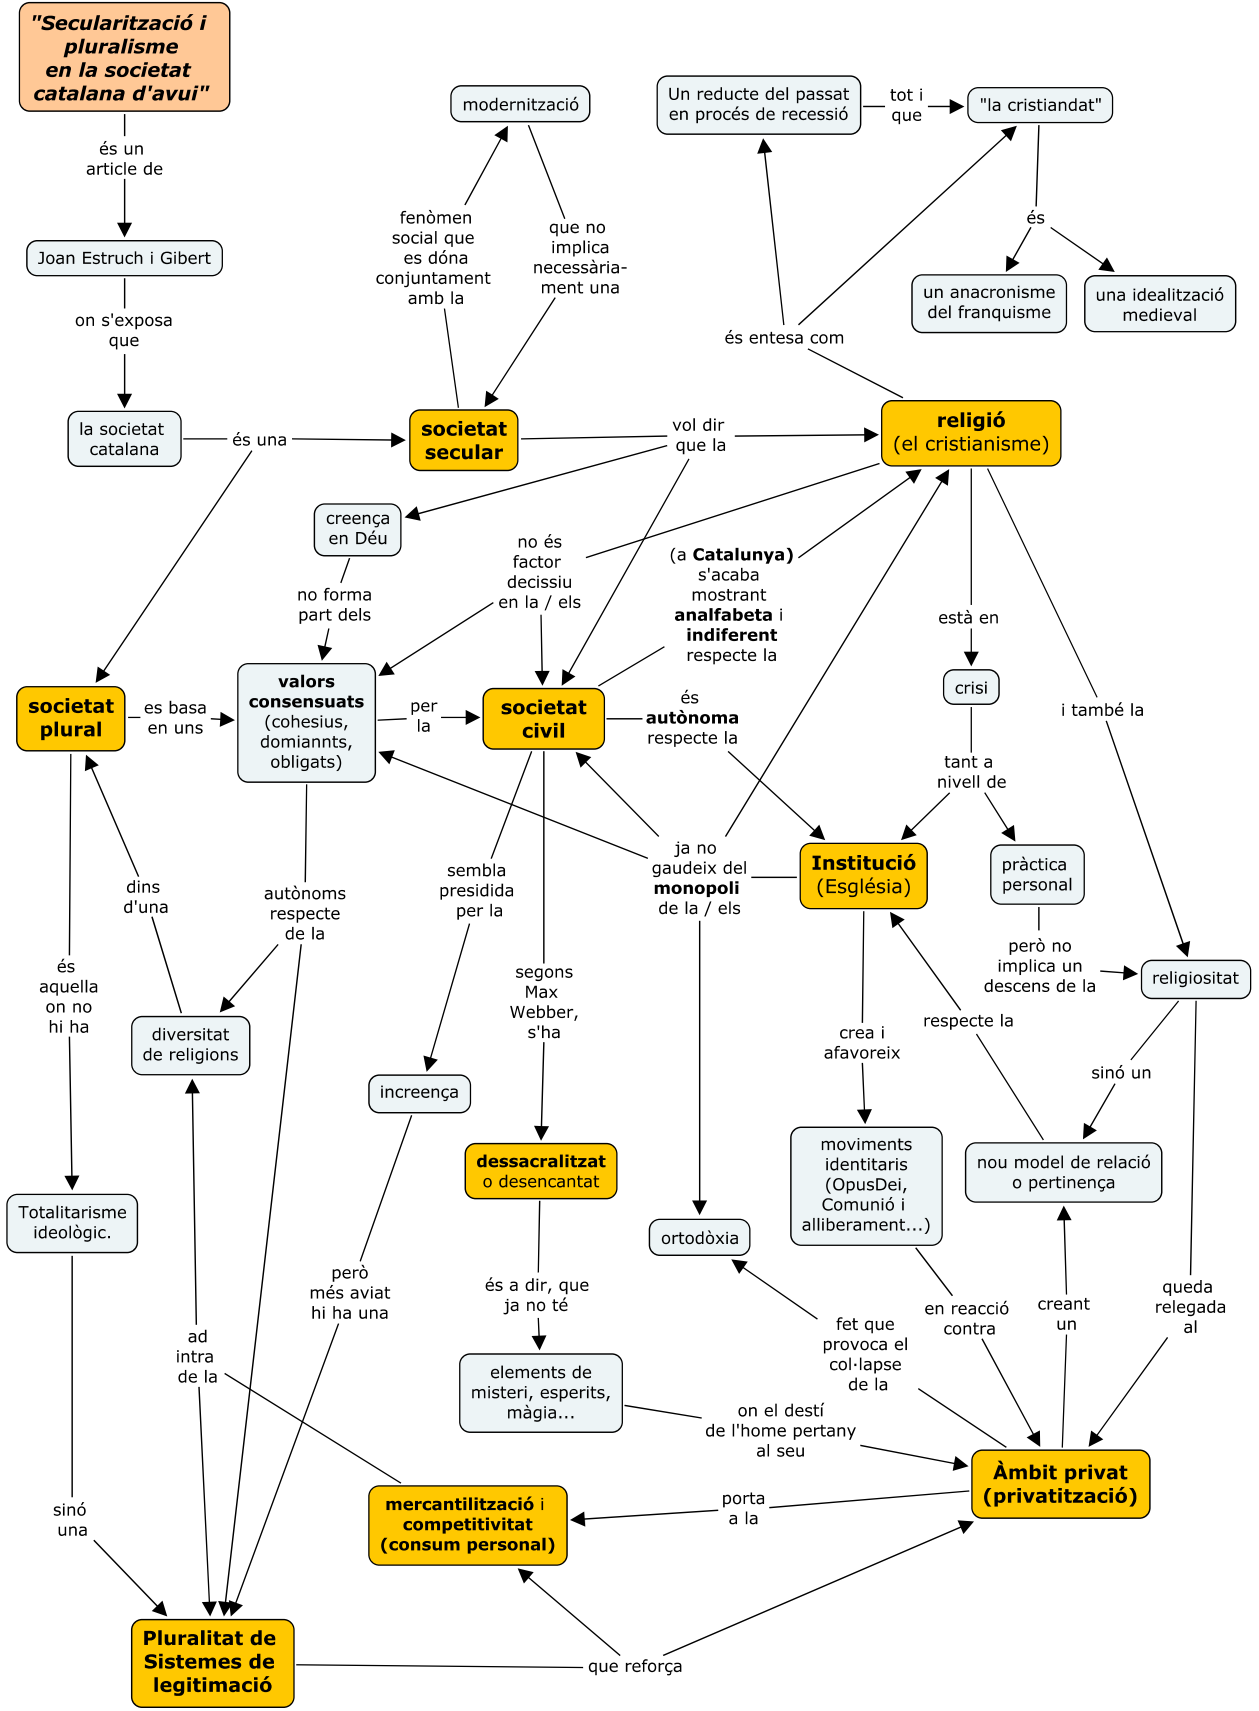 "Secularització i
pluralisme
en la societat
catalana d'avui"
és un
article de
Joan Estruch i Gibert
on s'exposa
que
la societat
catalana
és una
modernització
fenòmen
social que
es dóna
conjuntament
amb la
que no
implica
necessària-
ment una
societat
secular
Un reducte del passat
en procés de recessió
tot i
que
"la cristiandat"
és
un anacronisme
del franquisme
una idealització
medieval
és entesa com
vol dir
que la
religió
(el cristianisme)
creença
en Déu
no forma
part dels
no és
factor
decissiu
en la / els
(a Catalunya)
s'acaba
mostrant
analfabeta i
indiferent
respecte la
està en
crisi
i també la
societat
plural
es basa
en uns
valors
consensuats
(cohesius,
domiannts,
obligats)
per
la
societat
civil
és
autònoma
respecte la
tant a
nivell de
ja no
gaudeix del
monopoli
de la / els
Institució
(Església)
pràctica
personal
però no
implica un
descens de la
religiositat
dins
d'una
autònoms
respecte
de la
sembla
presidida
per la
és
aquella
on no
hi ha
segons
Max
Webber,
s'ha
diversitat
de religions
increença
crea i
afavoreix
respecte la
sinó un
dessacralitzat
o desencantat
moviments
identitaris
(OpusDei,
Comunió i
alliberament...)
nou model de relació
o pertinença
Totalitarisme
ideològic.
ortodòxia
però
més aviat
hi ha una
és a dir, que
ja no té
en reacció
contra
creant
un
queda
relegada
al
ad
intra
de la
fet que
provoca el
col·lapse
de la
elements de
misteri, esperits,
màgia...
on el destí
de l'home pertany
al seu
Àmbit privat
(privatització)
sinó
una
mercantilització i
competitivitat
(consum personal)
porta
a la
Pluralitat de
Sistemes de
legitimació
que reforça